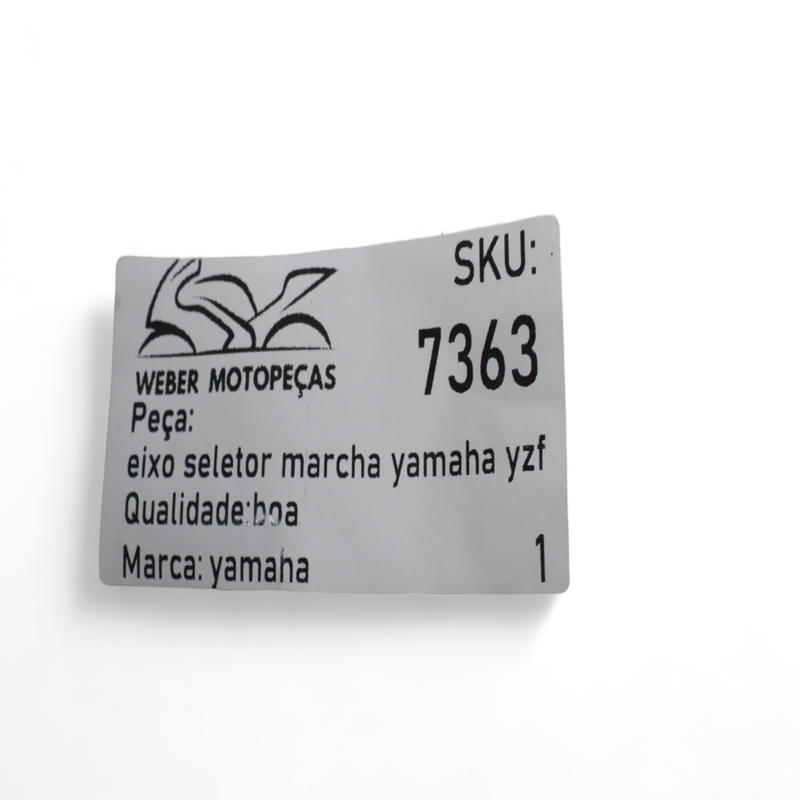 SKU:
7363
WEBER MOTOPEÇAS
Peça:
eixo seletor marcha yamaha yzf
Qualidade:boa
Marca: yamaha 1